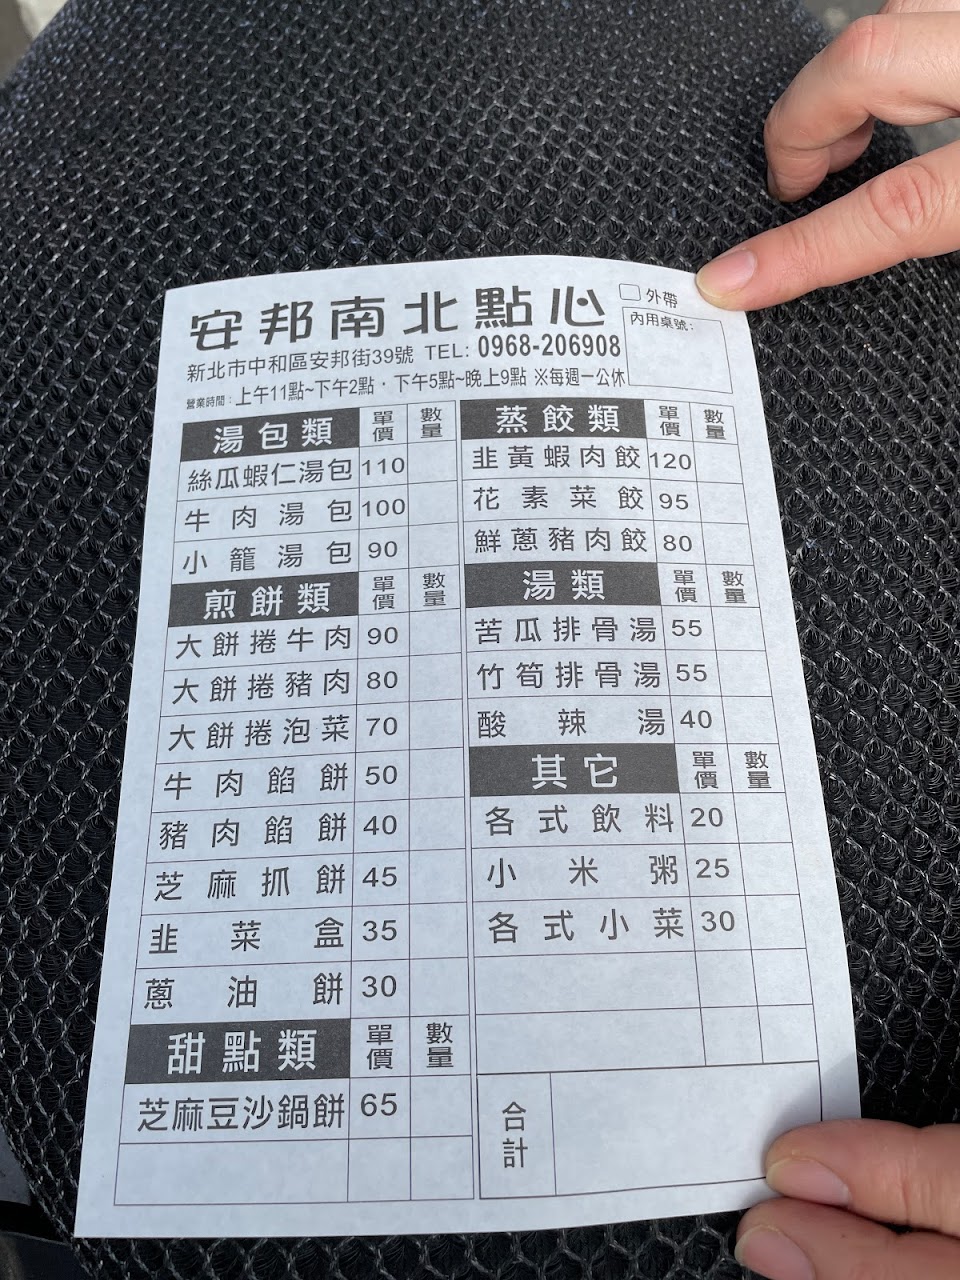 安邦南北點心
外帶
內用桌號:
新北市中和區安邦街39號 TEL: 0968-206908
營業時間:上午11點~下午2點·下午5點~晚上9點 ※每週一公休
湯包類 單價 數量
絲瓜蝦仁湯包 110
牛肉湯包 100
小籠湯包 90
煎餅類 單價 數量
大餅捲牛肉 90
大餅捲豬肉 80
大餅捲泡菜 70
牛肉餡餅 50
豬肉餡餅 40
芝麻抓餅 45
韭菜盒 35
蔥油餅 30
甜點類 單價 數量
芝麻豆沙鍋餅 65
蒸餃類 單價 數量
韭黃蝦肉餃 120
花素菜餃 95
鮮蔥豬肉餃 80
湯類 單價 數量
苦瓜排骨湯 55
竹筍排骨湯 55
酸辣湯 40
其它 單價 數量
各式飲料 20
小米粥 25
各式小菜 30
合計